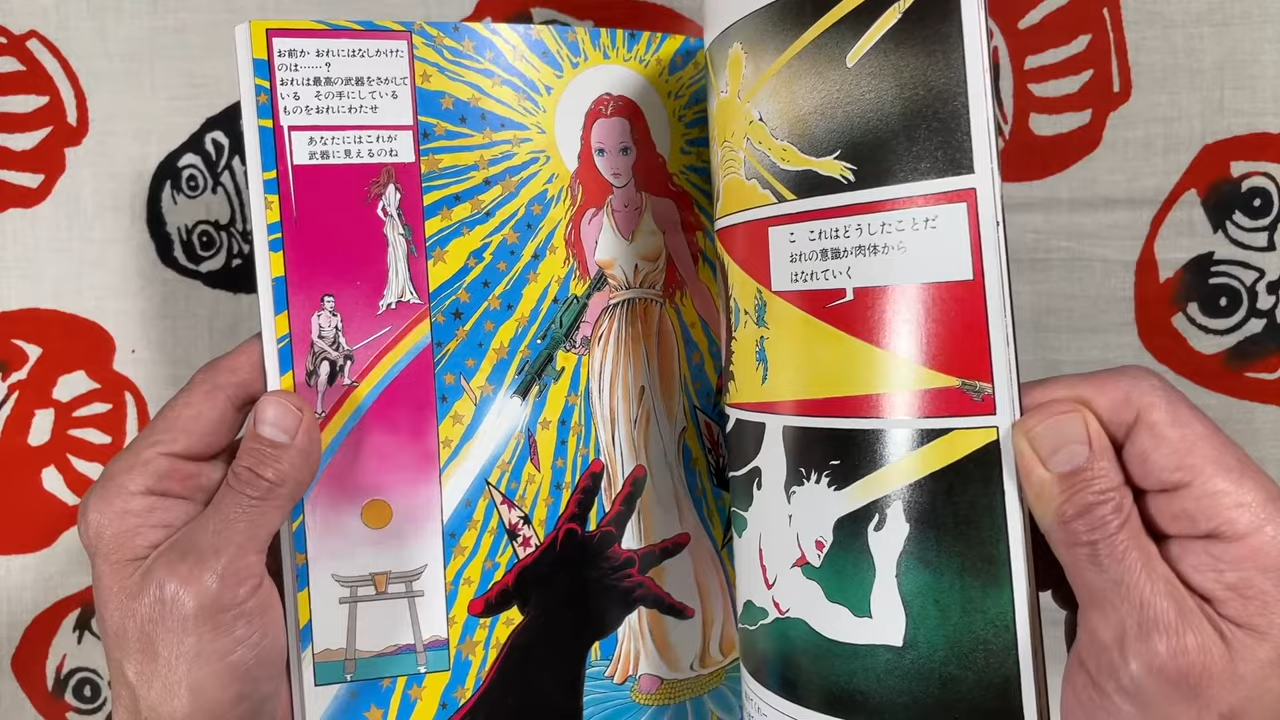 お前か おれにはなしかけた
のは……?
おれは最高の武器をさがして
いる その手にしている
ものをおれにわたせ
あなたにはこれが
武器に見えるのね
こ これはどうしたことだ
おれの意識が肉体から
はなれていく